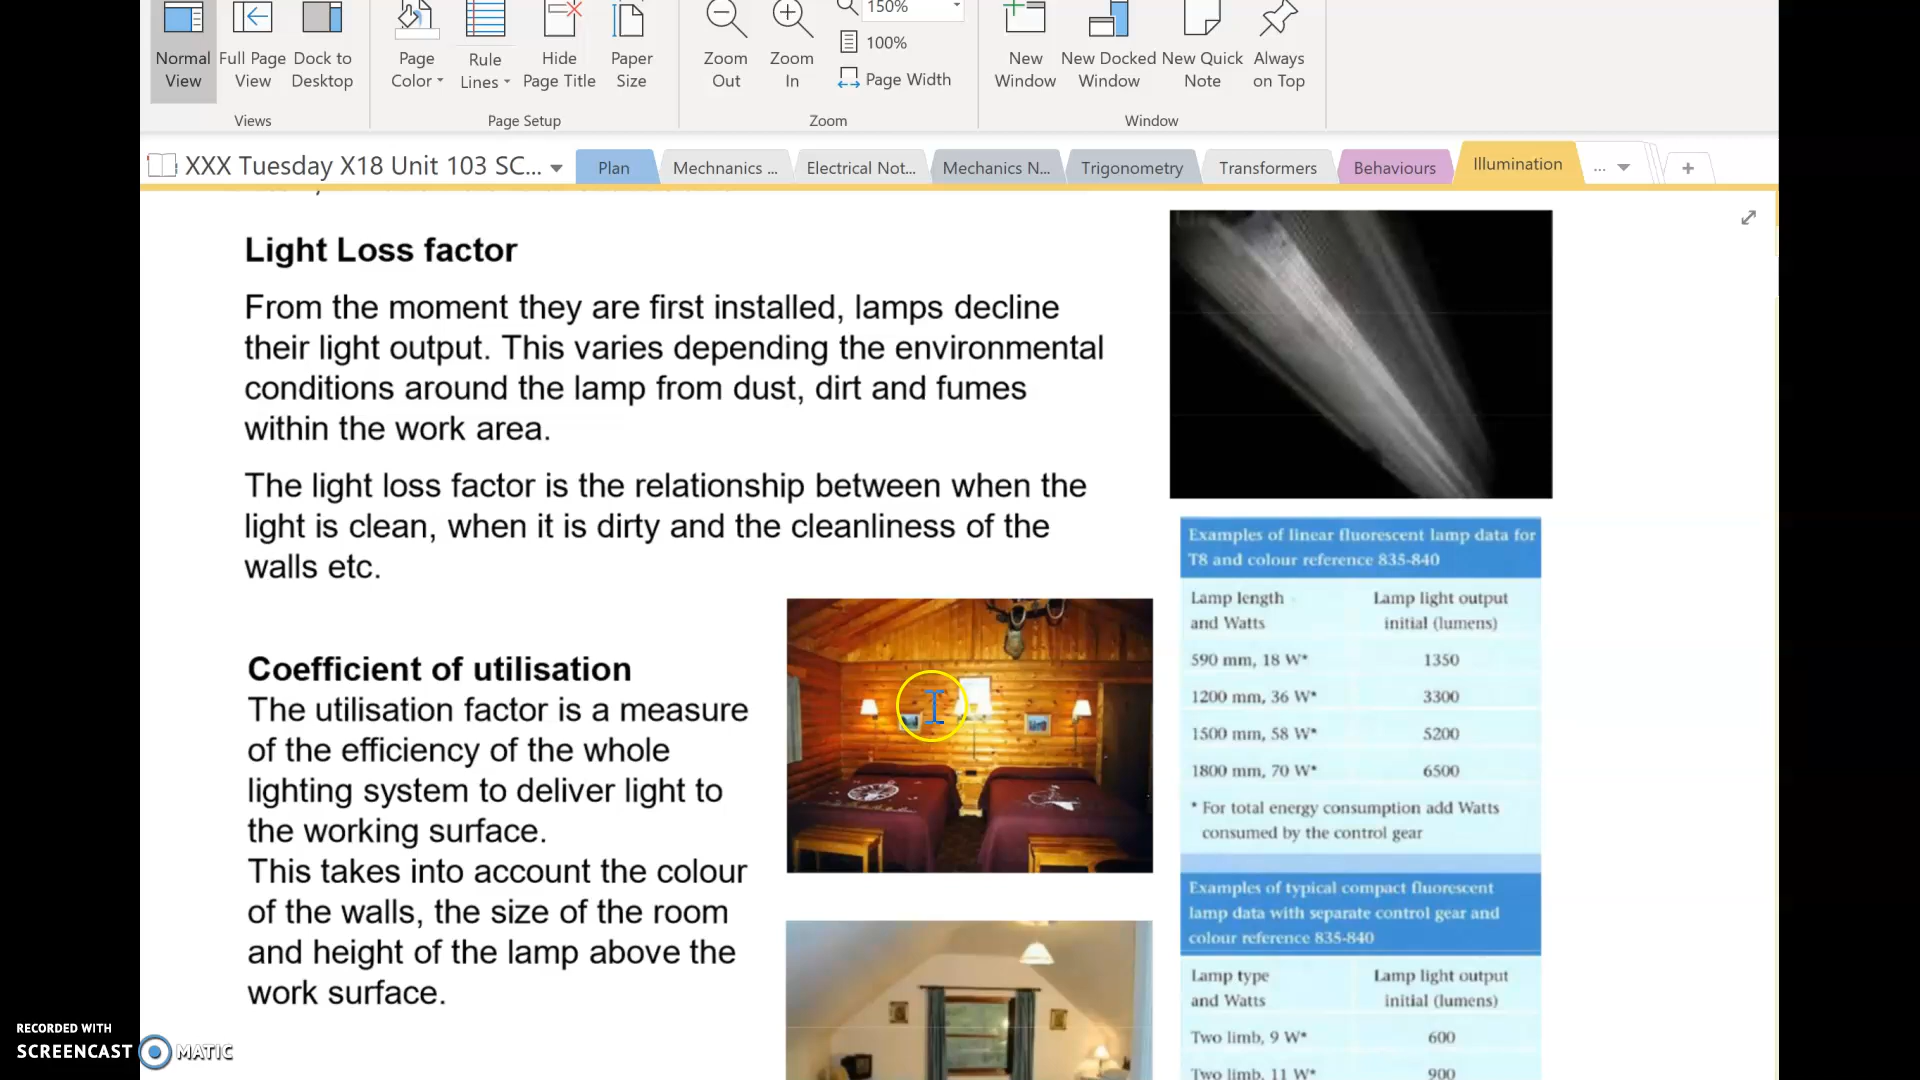 150%
Normal View
Full Page View
Dock to Desktop
Page Color
Rule Lines
Hide Page Title
Paper Size
Zoom Out
Zoom In
100%
Page Width
New Window
New Docked Window
New Quick Note
Always on Top
Views
Page Setup
Zoom
Window
XXX Tuesday X18 Unit 103 SC...
Plan
Mechnanics ...
Electrical Not...
Mechanics N...
Trigonometry
Transformers
Behaviours
Illumination
...
Light Loss factor
From the moment they are first installed, lamps decline
their light output. This varies depending the environmental
conditions around the lamp from dust, dirt and fumes
within the work area.
The light loss factor is the relationship between when the
light is clean, when it is dirty and the cleanliness of the
walls etc.
Coefficient of utilisation
The utilisation factor is a measure
of the efficiency of the whole
lighting system to deliver light to
the working surface.
This takes into account the colour
of the walls, the size of the room
and height of the lamp above the
work surface.
Examples of linear fluorescent lamp data for
T8 and colour reference 835-840
Lamp length and Watts
Lamp light output initial (lumens)
590 mm, 18 W* 1350
1200 mm, 36 W* 3300
1500 mm, 58 W* 5200
1800 mm, 70 W* 6500
* For total energy consumption add Watts
consumed by the control gear
Examples of typical compact fluorescent
lamp data with separate control gear and
colour reference 835-840
Lamp type and Watts
Lamp light output initial (lumens)
Two limb, 9 W* 600
Two limb, 11 W* 900
RECORDED WITH
SCREENCAST MATIC